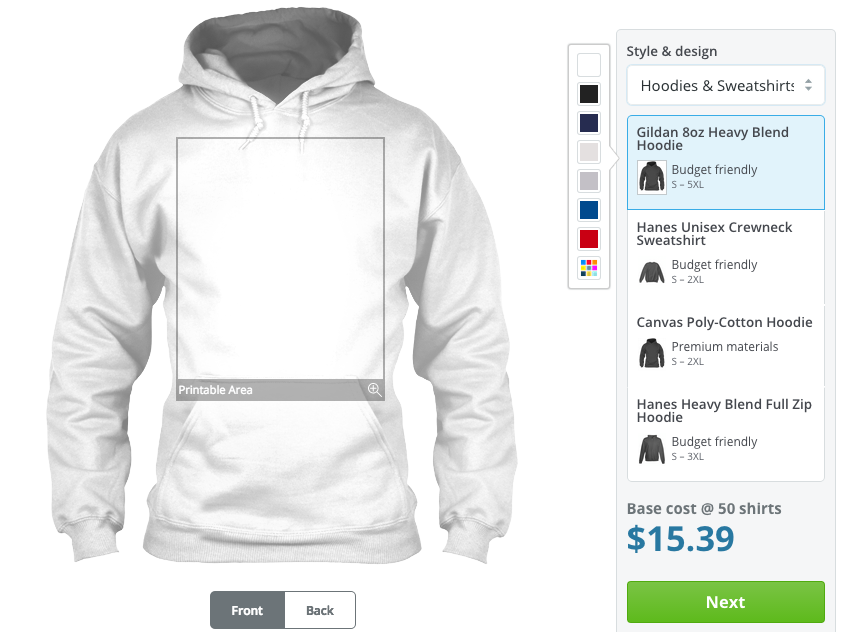 Style & design
Hoodies & Sweatshirts
Gildan 8oz Heavy Blend
Hoodie
Budget friendly
S – 5XL
Hanes Unisex Crewneck
Sweatshirt
Budget friendly
S – 2XL
Canvas Poly-Cotton Hoodie
Premium materials
S – 2XL
Hanes Heavy Blend Full Zip
Hoodie
Budget friendly
S – 3XL
Printable Area
Base cost @ 50 shirts
$15.39
Next
Front
Back